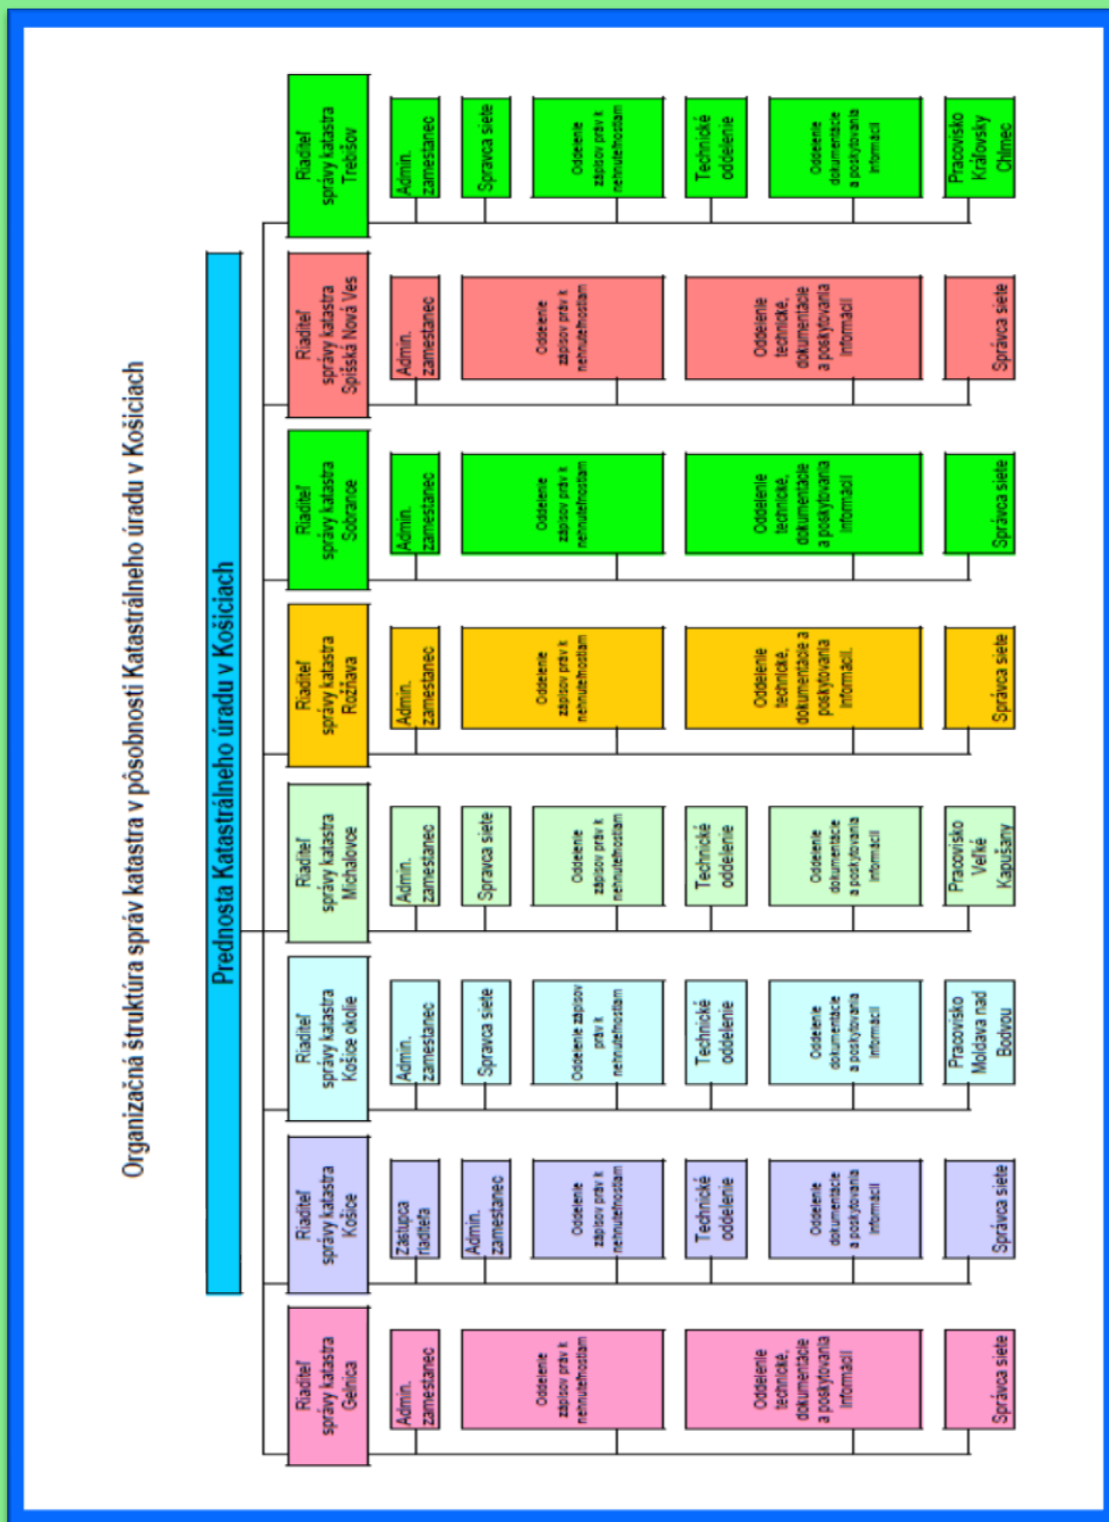 Organizačná štruktúra správ katastra v pôsobnosti Katastrálneho úradu v Košiciach
Prednosta Katastrálneho úradu v Košiciach
Riaditeľ
správy katastra
Gelnica
Admin.
zamestanec
Oddelenie
zápisov práv k
nehnuteľnostiam
Oddelenie
technické,
dokumentácie
a poskytovania
informácií
Správca siete
Riaditeľ
správy katastra
Košice
Zástupca
riaditeľa
Admin.
zamestanec
Oddelenie
zápisov práv k
nehnuteľnostiam
Technické
oddelenie
Oddelenie
dokumentácie
a poskytovania
informácií
Správca siete
Riaditeľ
správy katastra
Košice okolie
Admin.
zamestanec
Spravca siete
Oddelenie zápisov
práv k
nehnuteľnostiam
Technické
oddelenie
Oddelenie
dokumentácie
a poskytovania
informácií
Pracovisko
Moldava nad
Bodvou
Riaditeľ
správy katastra
Michalovce
Admin.
zamestanec
Spravca siete
Oddelenie
zápisov práv k
nehnuteľnostiam
Technické
oddelenie
Oddelenie
dokumentácie
a poskytovania
informácií
Pracovisko
Veľké
Kapušany
Riaditeľ
správy katastra
Rožňava
Admin.
zamestanec
Oddelenie
zápisov práv k
nehnuteľnostiam
Oddelenie
technické,
dokumentácie a
poskytovania
informácií.
Správca siete
Riaditeľ
správy katastra
Sobrance
Admin.
zamestanec
Oddelenie
zápisov práv k
nehnuteľnostiam
Oddelenie
technické,
dokumentácie
a poskytovania
informácií
Správca siete
Riaditeľ
správy katastra
Spišská Nová Ves
Admin.
zamestanec
Oddelenie
zápisov práv k
nehnuteľnostiam
Oddelenie
technické,
dokumentácie
a poskytovania
informácií
Správca siete
Riaditeľ
správy katastra
Trebišov
Admin.
zamestanec
Spravca siete
Oddelenie
zápisov práv k
nehnuteľnostiam
Technické
oddelenie
Oddelenie
dokumentácie
a poskytovania
informácií
Pracovisko
Kráľovsky
Chlmec